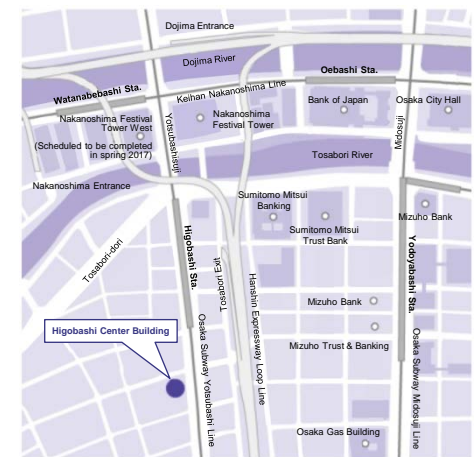 Dojima Entrance
Dojima River
Oebashi Sta.
Watanabebashi Sta.
Keihan Nakanoshima Line
Bank of Japan
Osaka City Hall
Nakanoshima Festival
Tower West
(Scheduled to be completed
in spring 2017)
Yotsubashisuji
Nakanoshima
Festival Tower
Midosuji
Tosabori River
Nakanoshima Entrance
Sumitomo Mitsui
Banking
Sumitomo Mitsui
Trust Bank
Mizuho Bank
Tosabori-dori
Higobashi Sta.
Tosabori Exit
Hanshin Expressway Loop Line
Yodoyabashi Sta.
Mizuho Bank
Higobashi Center Building
Mizuho Trust & Banking
Osaka Subway Yotsubashi Line
Osaka Subway Midosuji Line
Osaka Gas Building